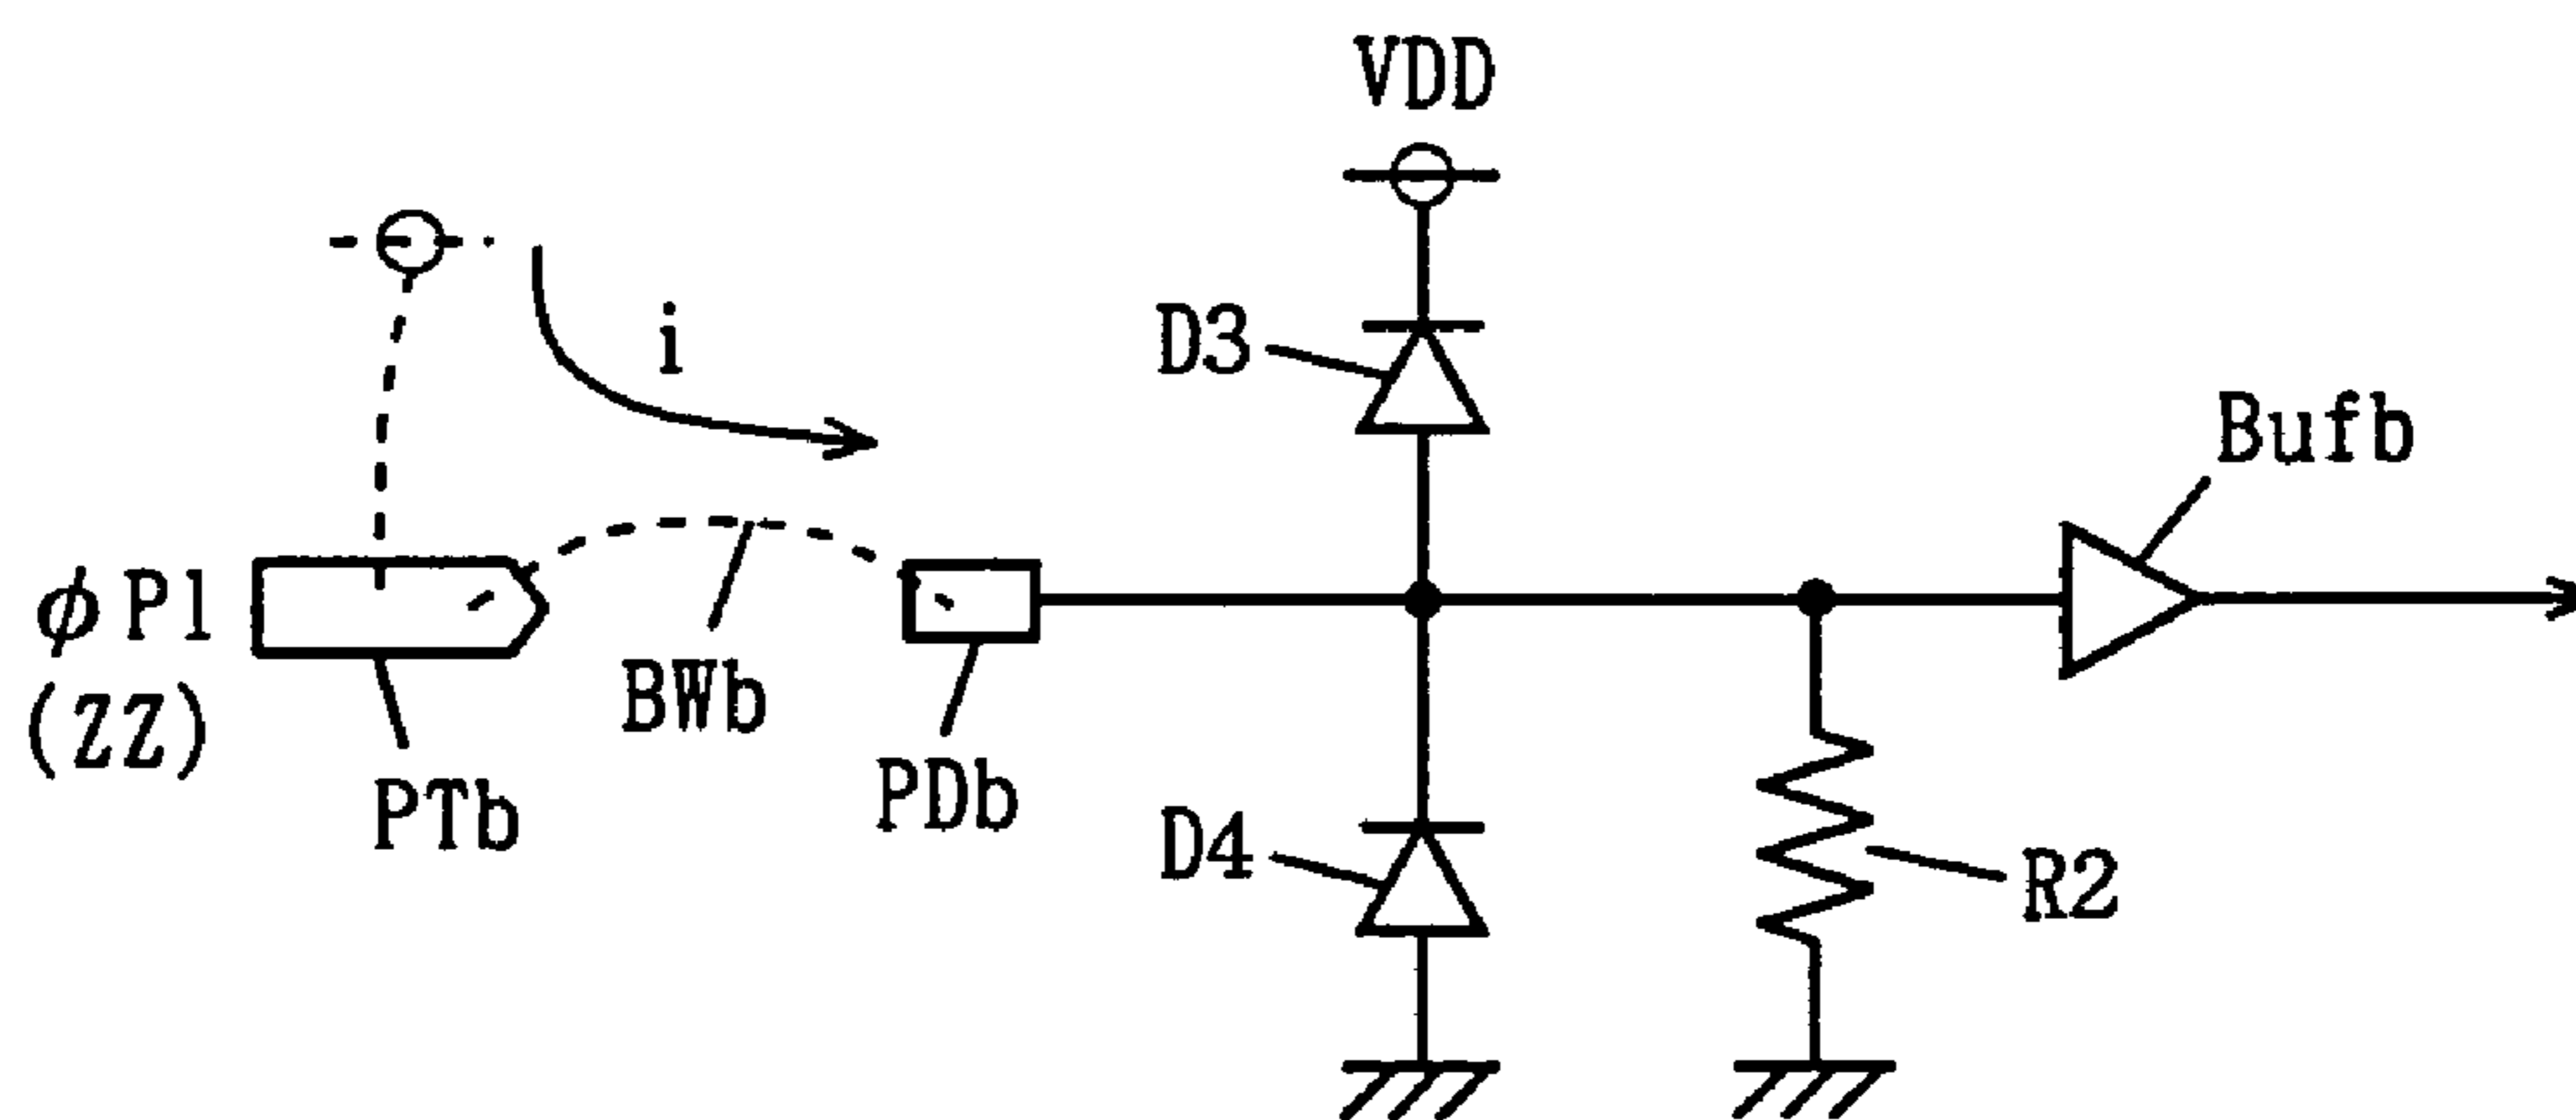 VDD
i
D3
Bufb
φP1
(ZZ)
BWb
PTb
PDb
D4
R2